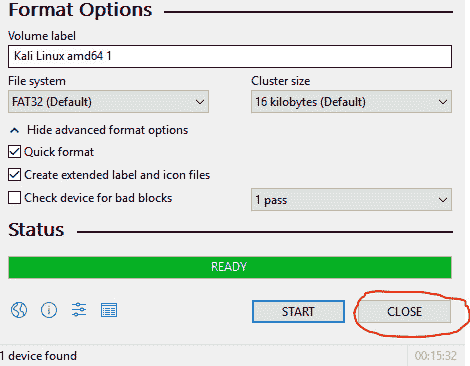 Format Options
Volume label
Kali Linux amd64 1
File system
Cluster size
FAT32 (Default)
16 kilobytes (Default)
Hide advanced format options
Quick format
Create extended label and icon files
Check device for bad blocks
1 pass
Status
READY
START
CLOSE
1 device found
00:15:32